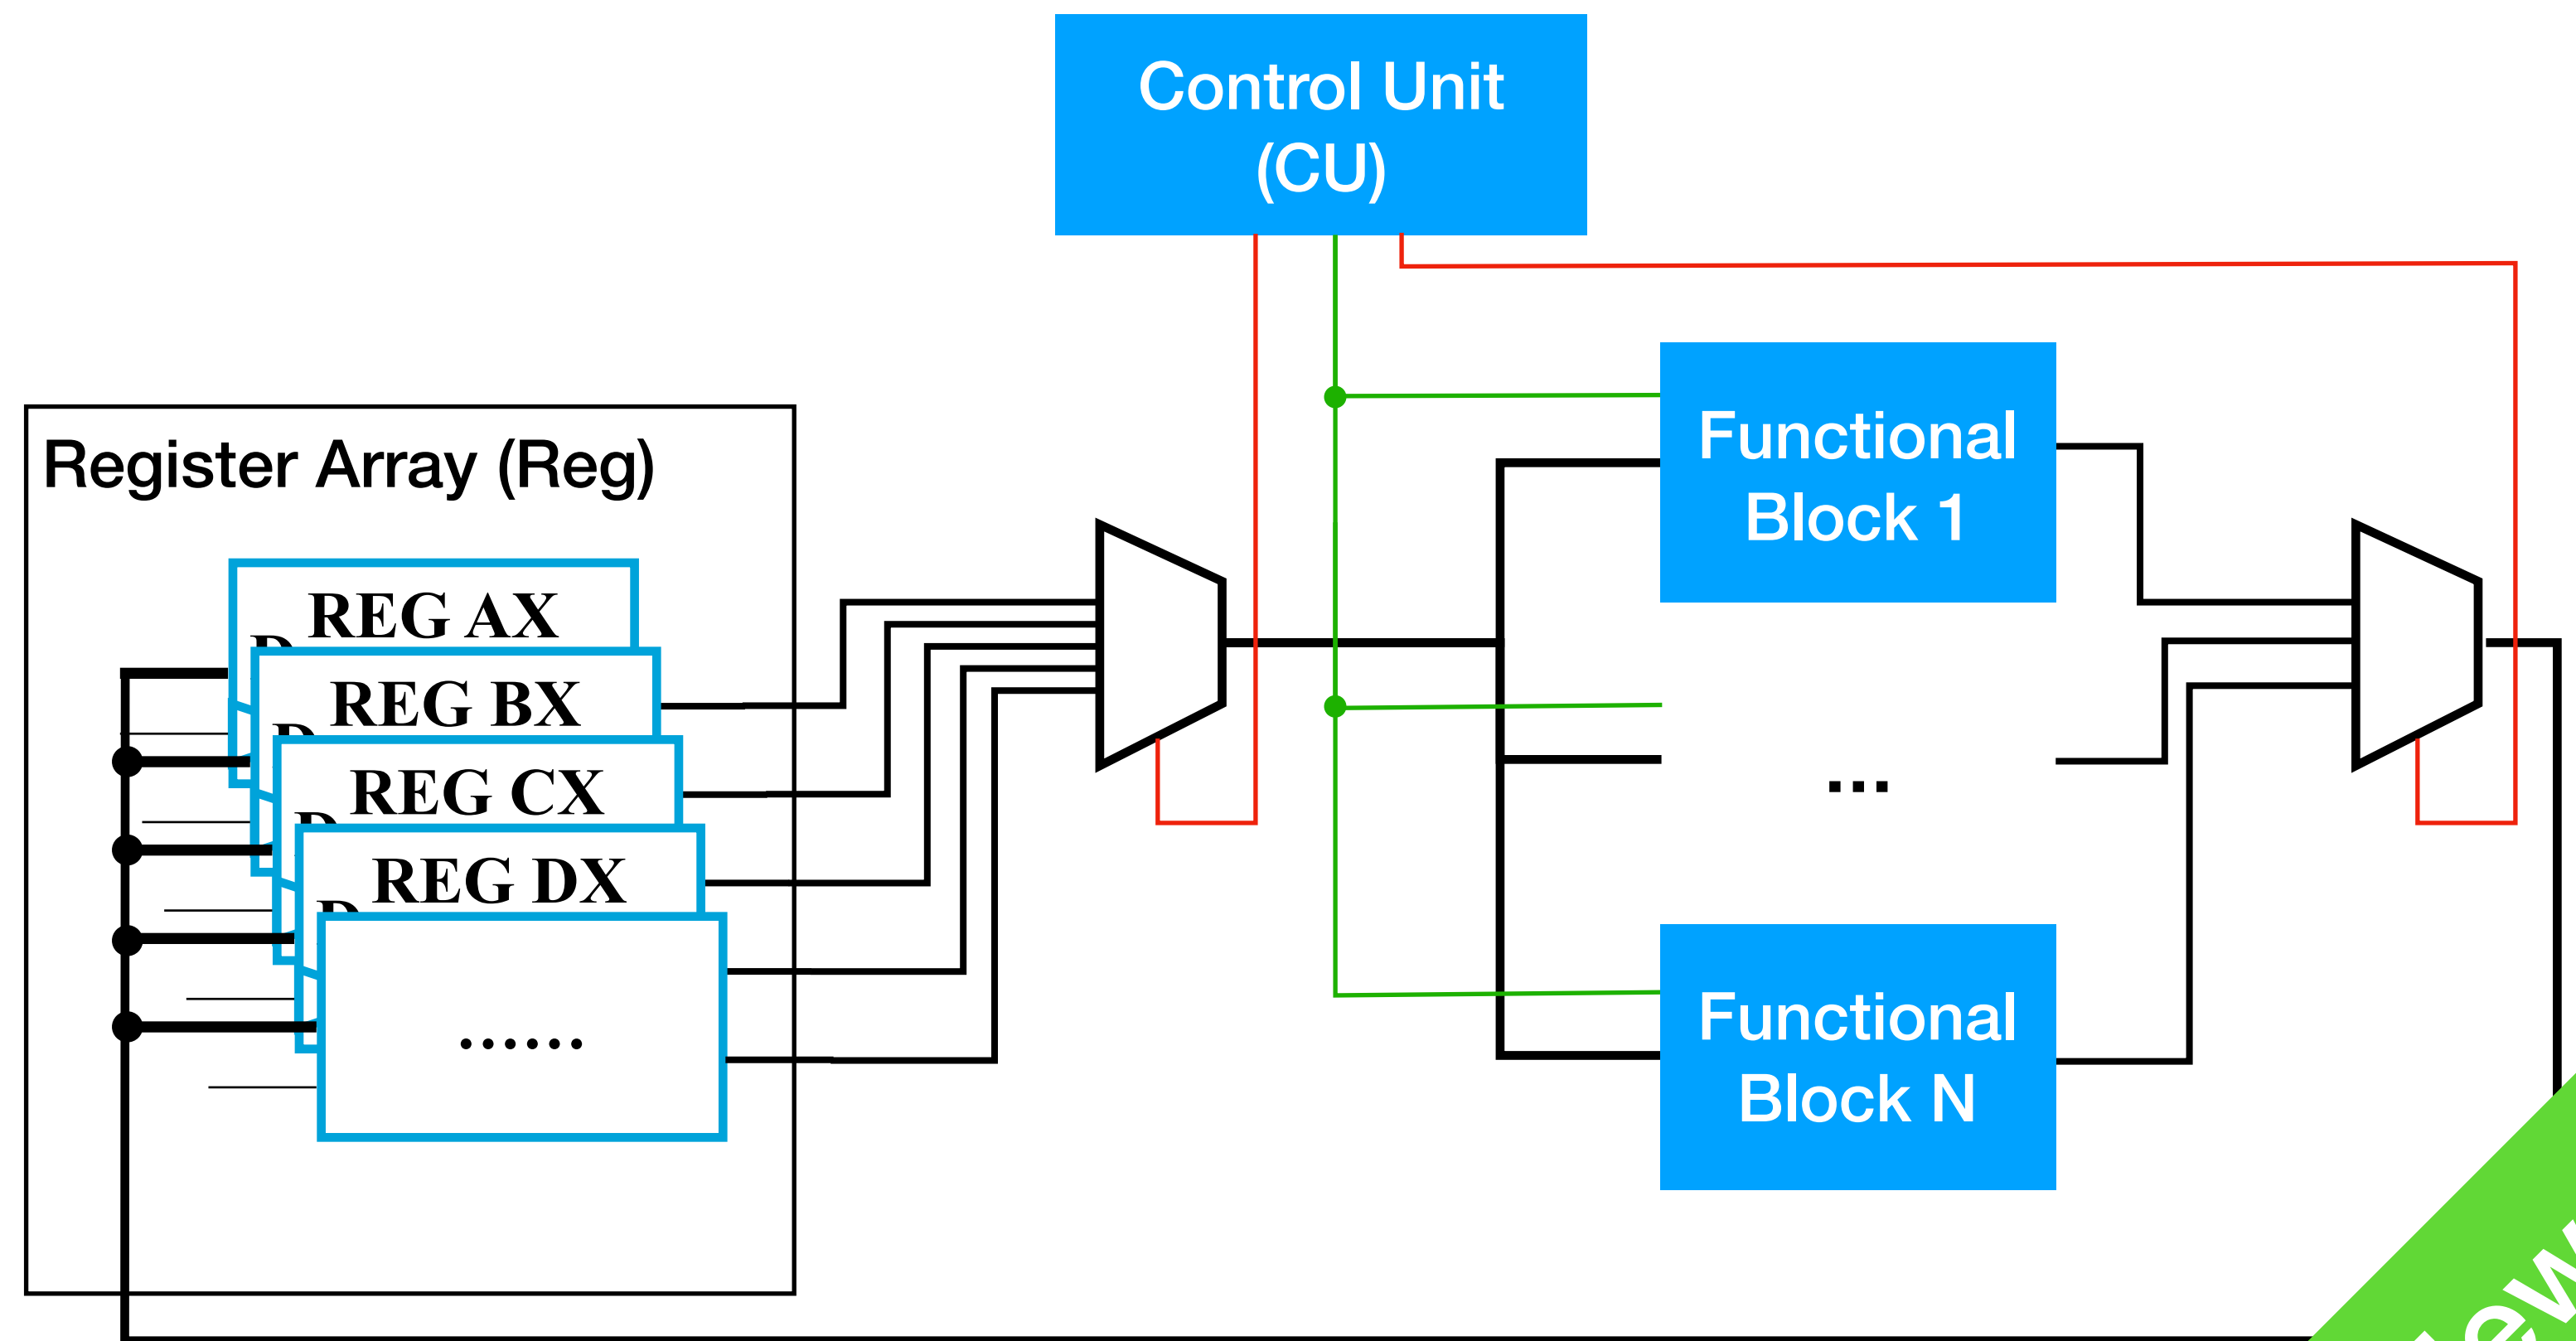 Control Unit
(CU)
Register Array (Reg)
Functional
Block 1
REG AX
D
REG BX
D
REG CX
D
REG DX
D
...
.......
Functional
Block N